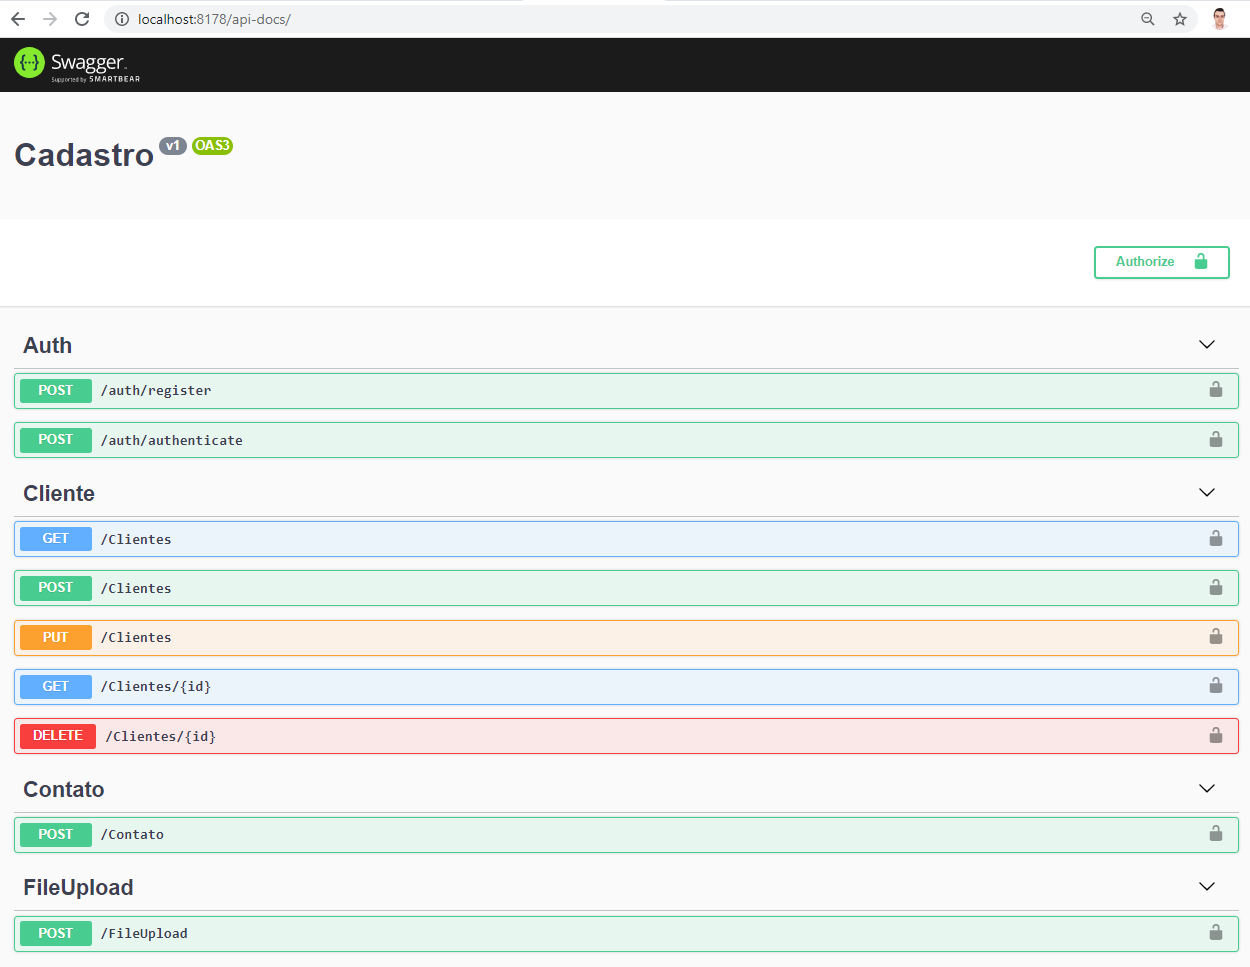 localhost:8178/api-docs/
{···} Swagger™
Supported by SMARTBEAR
Cadastro v1 OAS3
Authorize
Auth
POST /auth/register
POST /auth/authenticate
Cliente
GET /Clientes
POST /Clientes
PUT /Clientes
GET /Clientes/{id}
DELETE /Clientes/{id}
Contato
POST /Contato
FileUpload
POST /FileUpload